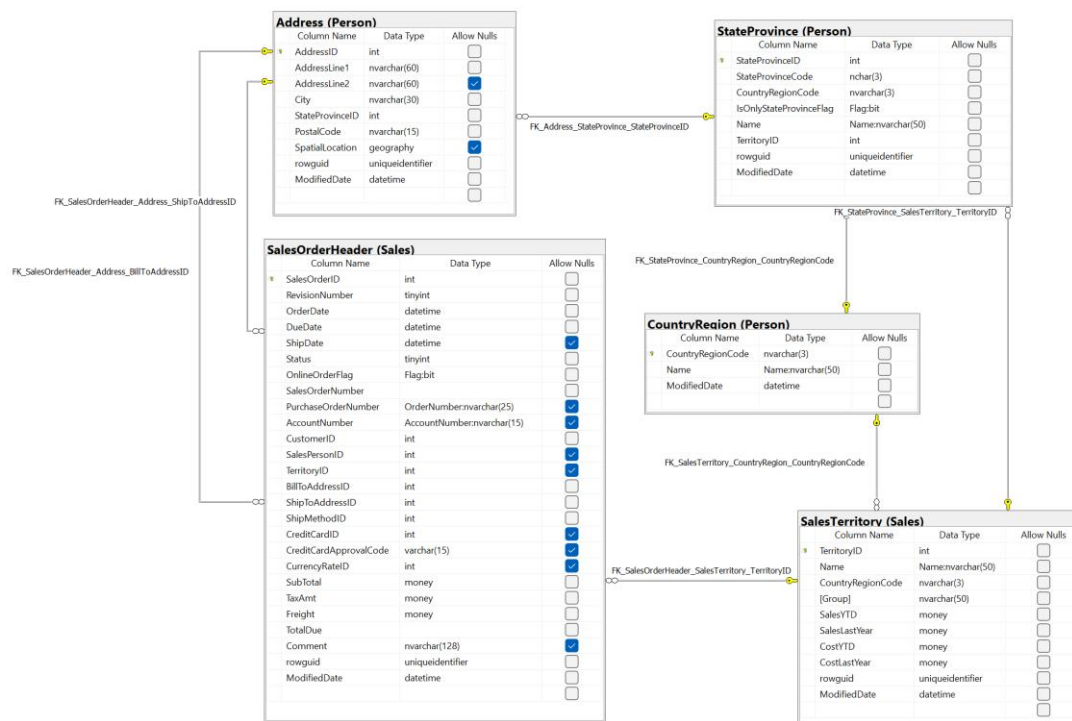 Address (Person)
Column Name Data Type Allow Nulls
AddressID int
AddressLine1 nvarchar(60)
AddressLine2 nvarchar(60)
City nvarchar(30)
StateProvinceID int
PostalCode nvarchar(15)
SpatialLocation geography
rowguid uniqueidentifier
ModifiedDate datetime
StateProvince (Person)
Column Name Data Type Allow Nulls
StateProvinceID int
StateProvinceCode nchar(3)
CountryRegionCode nvarchar(3)
IsOnlyStateProvinceFlag Flag:bit
Name Name:nvarchar(50)
TerritoryID int
rowguid uniqueidentifier
ModifiedDate datetime
FK_Address_StateProvince_StateProvinceID
FK_SalesOrderHeader_Address_ShipToAddressID
FK_SalesOrderHeader_Address_BillToAddressID
FK_StateProvince_SalesTerritory_TerritoryID
FK_StateProvince_CountryRegion_CountryRegionCode
SalesOrderHeader (Sales)
Column Name Data Type Allow Nulls
SalesOrderID int
RevisionNumber tinyint
OrderDate datetime
DueDate datetime
ShipDate datetime
Status tinyint
OnlineOrderFlag Flag:bit
SalesOrderNumber
PurchaseOrderNumber OrderNumber:nvarchar(25)
AccountNumber AccountNumber:nvarchar(15)
CustomerID int
SalesPersonID int
TerritoryID int
BillToAddressID int
ShipToAddressID int
ShipMethodID int
CreditCardID int
CreditCardApprovalCode varchar(15)
CurrencyRateID int
SubTotal money
TaxAmt money
Freight money
TotalDue
Comment nvarchar(128)
rowguid uniqueidentifier
ModifiedDate datetime
CountryRegion (Person)
Column Name Data Type Allow Nulls
CountryRegionCode nvarchar(3)
Name Name:nvarchar(50)
ModifiedDate datetime
FK_SalesTerritory_CountryRegion_CountryRegionCode
FK_SalesOrderHeader_SalesTerritory_TerritoryID
SalesTerritory (Sales)
Column Name Data Type Allow Nulls
TerritoryID int
Name Name:nvarchar(50)
CountryRegionCode nvarchar(3)
[Group] nvarchar(50)
SalesYTD money
SalesLastYear money
CostYTD money
CostLastYear money
rowguid uniqueidentifier
ModifiedDate datetime